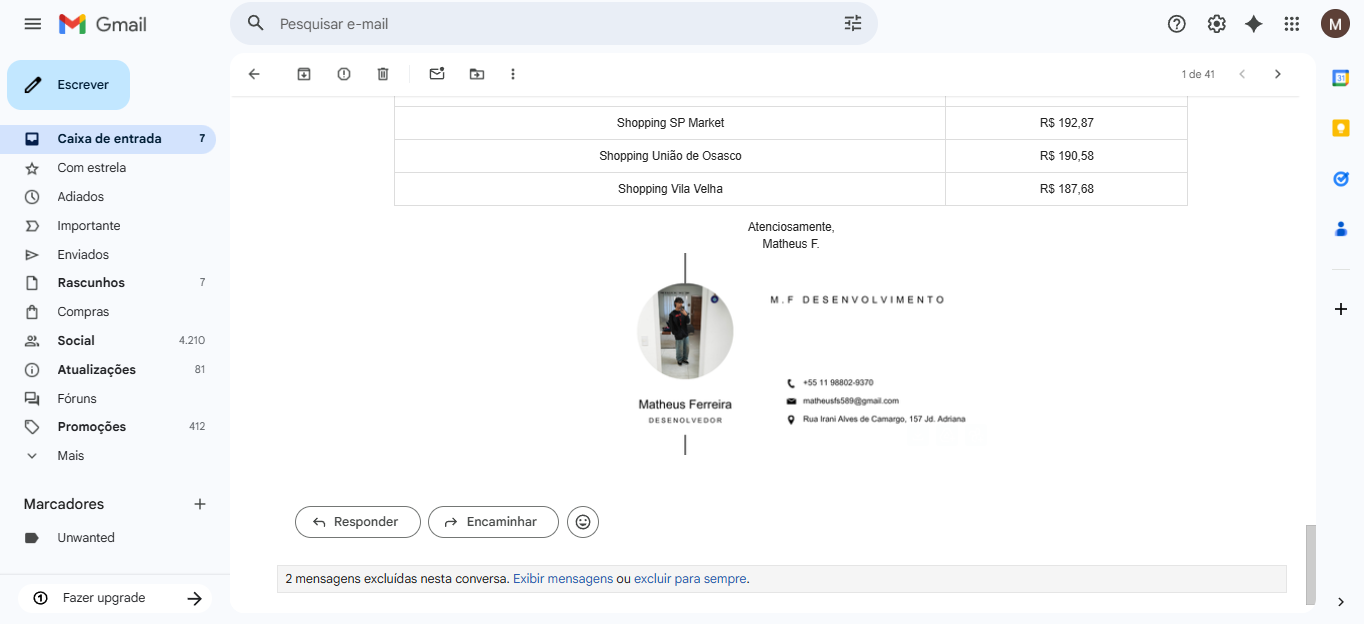 Gmail
Pesquisar e-mail
M
Escrever
1 de 41
31
Caixa de entrada 7
Com estrela
Adiados
Importante
Enviados
Rascunhos 7
Compras
Social 4.210
Atualizações 81
Fóruns
Promoções 412
Mais
Marcadores
Unwanted
Fazer upgrade
Shopping SP Market R$ 192,87
Shopping União de Osasco R$ 190,58
Shopping Vila Velha R$ 187,68
Atenciosamente,
Matheus F.
M.F DESENVOLVIMENTO
Matheus Ferreira
DESENOLVEDOR
+55 11 98802-9370
matheusfs589@gmail.com
Rua Irani Alves de Camargo, 157 Jd. Adriana
Responder
Encaminhar
2 mensagens excluídas nesta conversa. Exibir mensagens ou excluir para sempre.